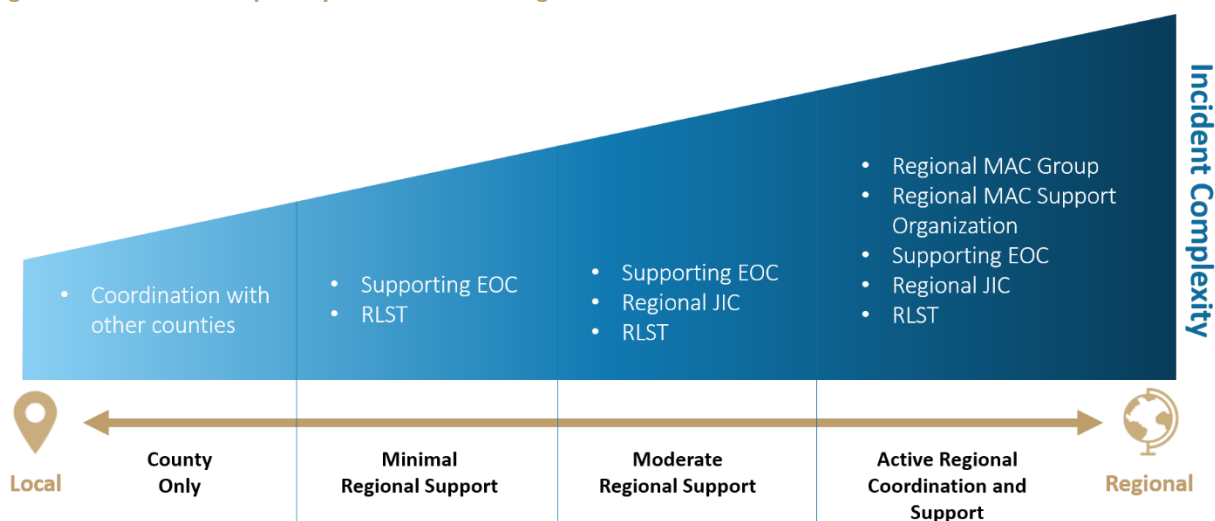 Incident Complexity
• Coordination with
other counties
• Supporting EOC
• RLST
• Supporting EOC
• Regional JIC
• RLST
• Regional MAC Group
• Regional MAC Support
Organization
• Supporting EOC
• Regional JIC
• RLST
Local
County
Only
Minimal
Regional Support
Moderate
Regional Support
Active Regional
Coordination and
Support
Regional